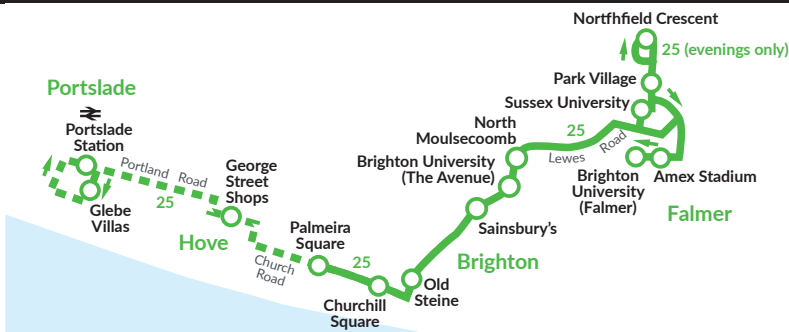 Nortfhfield Crescent
25 (evenings only)
Park Village
Sussex University
Portslade
Portslade
Station
Portland Road
25
Glebe
Villas
George
Street
Shops
Hove
Church
Road
Palmeira
Square
25
Churchill
Square
Old
Steine
Brighton
Sainsbury's
Brighton University
(The Avenue)
North
Moulsecoomb
25
Lewes Road
Brighton
University
(Falmer)
Amex Stadium
Falmer